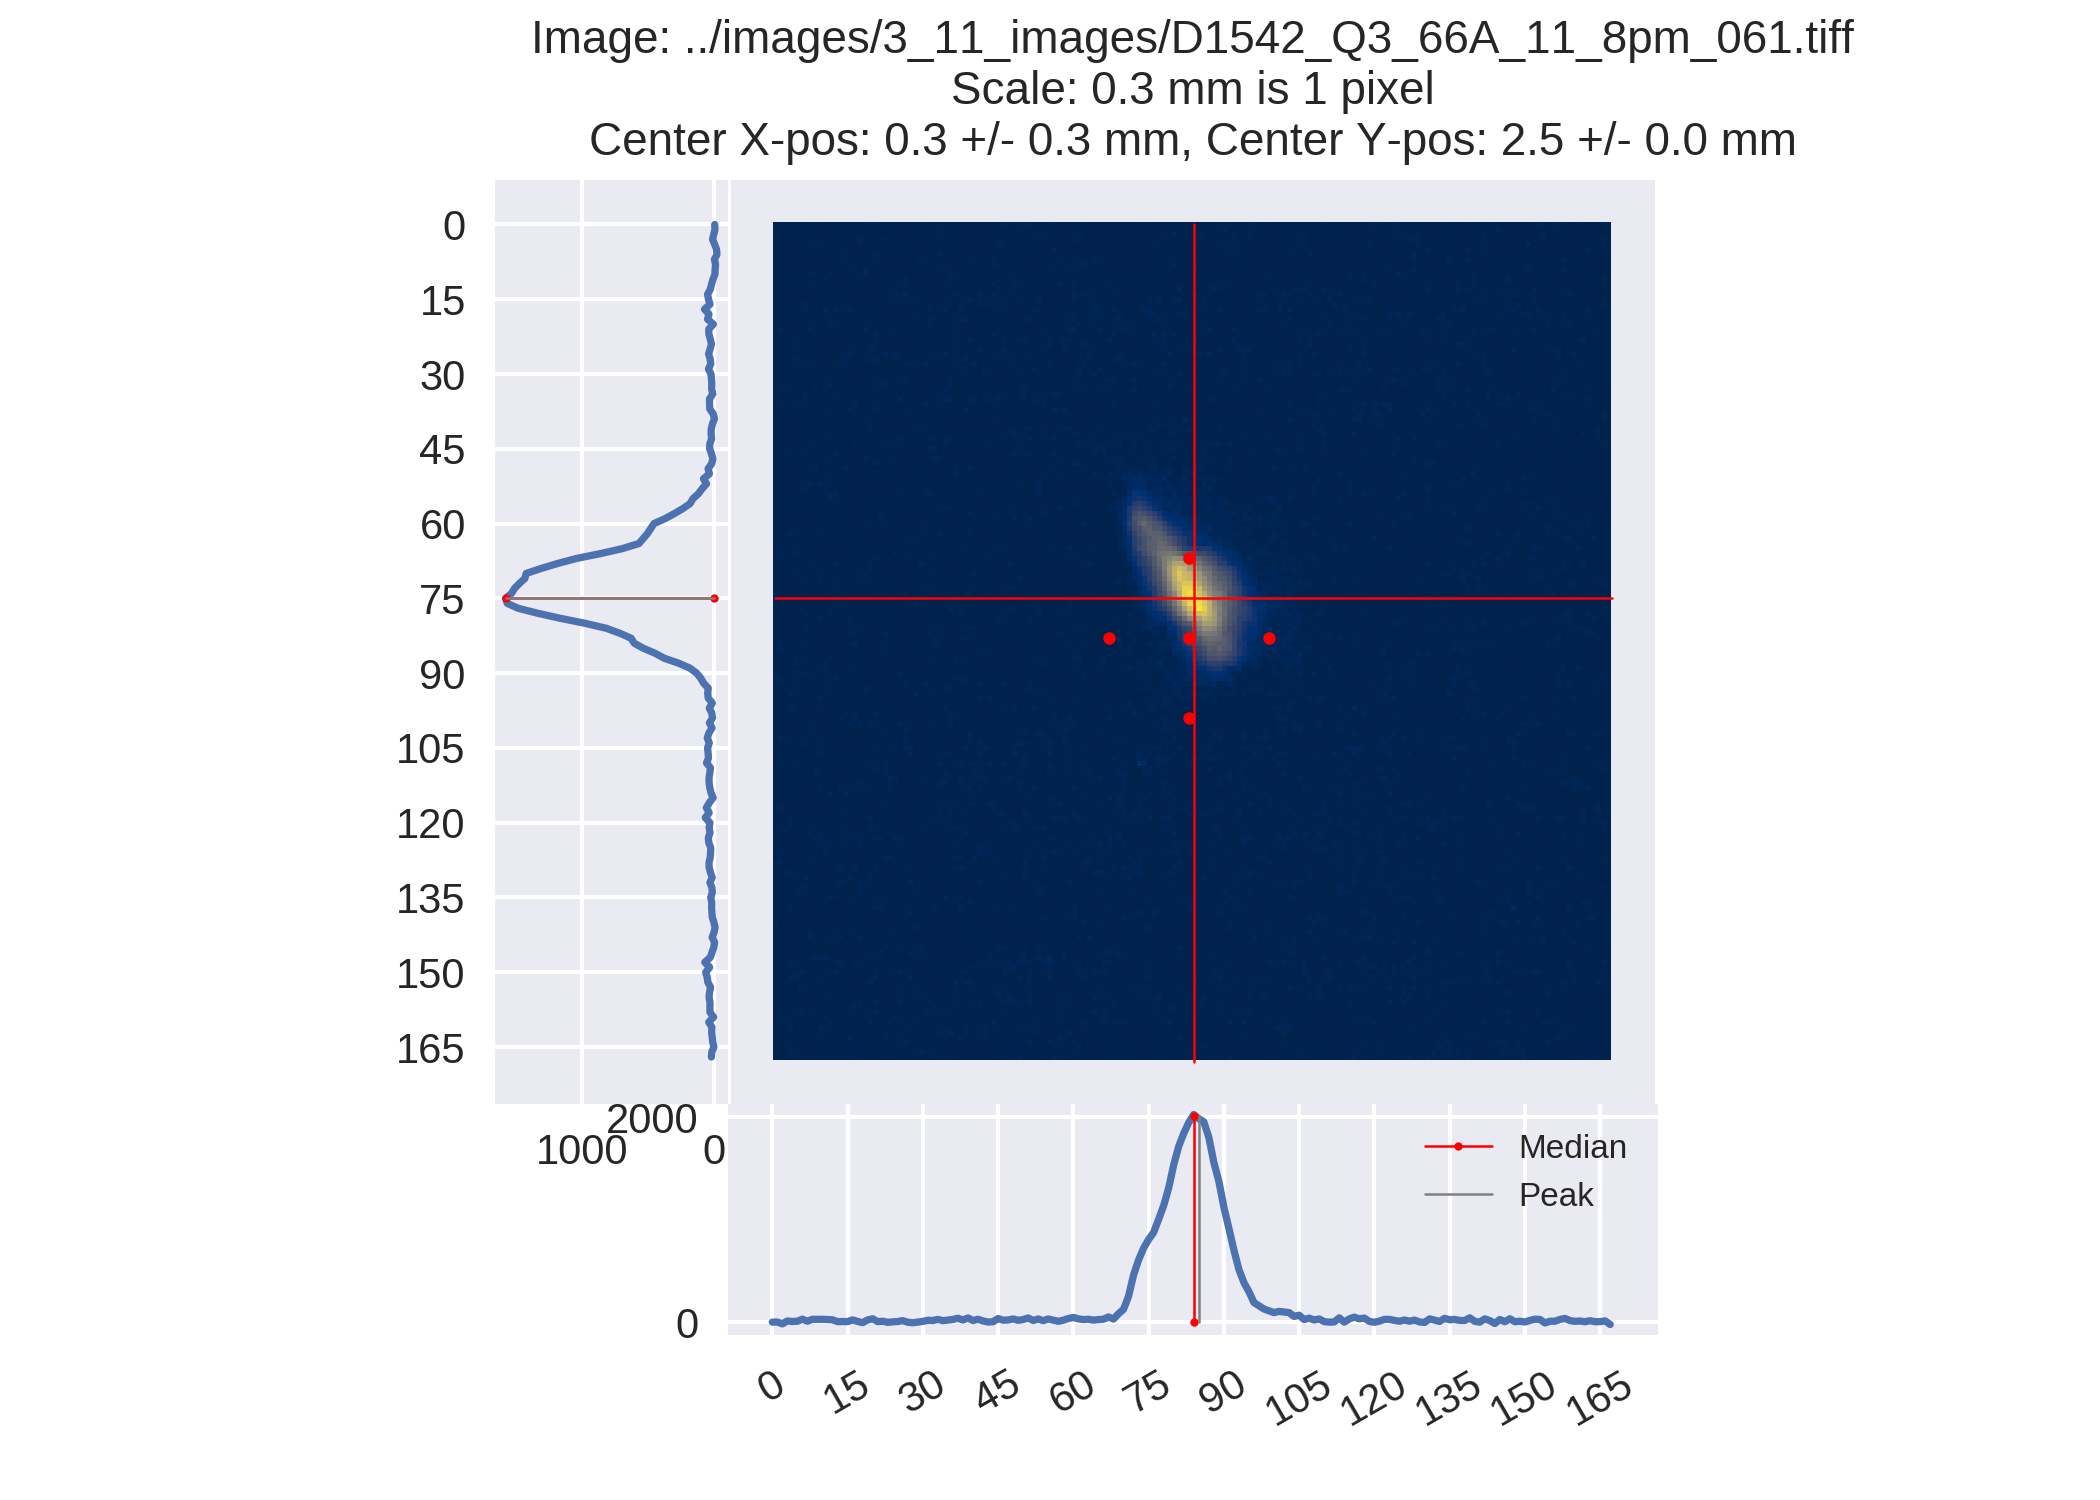 Image: ../images/3_11_images/D1542_Q3_66A_11_8pm_061.tiff
Scale: 0.3 mm is 1 pixel
Center X-pos: 0.3 +/- 0.3 mm, Center Y-pos: 2.5 +/- 0.0 mm
0
15
30
45
60
75
90
105
120
135
150
165
1000 0
2000
0
Median
Peak
0 15 30 45 60 75 90 105 120 135 150 165